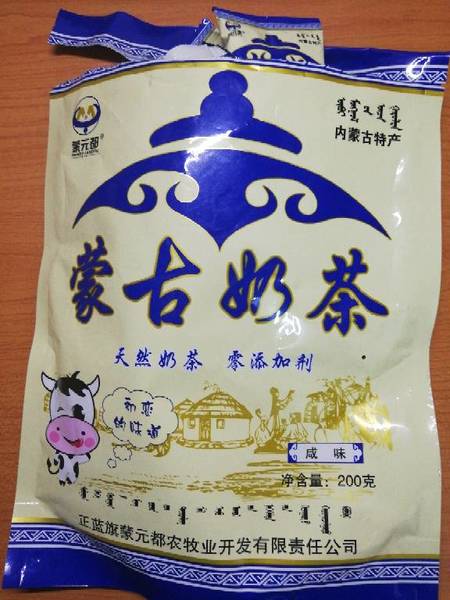 蒙元都®
内蒙古特产
蒙古奶茶
天然奶茶 零添加剂
初恋
的味道
咸味
净含量：200克
正蓝旗蒙元都农牧业开发有限责任公司